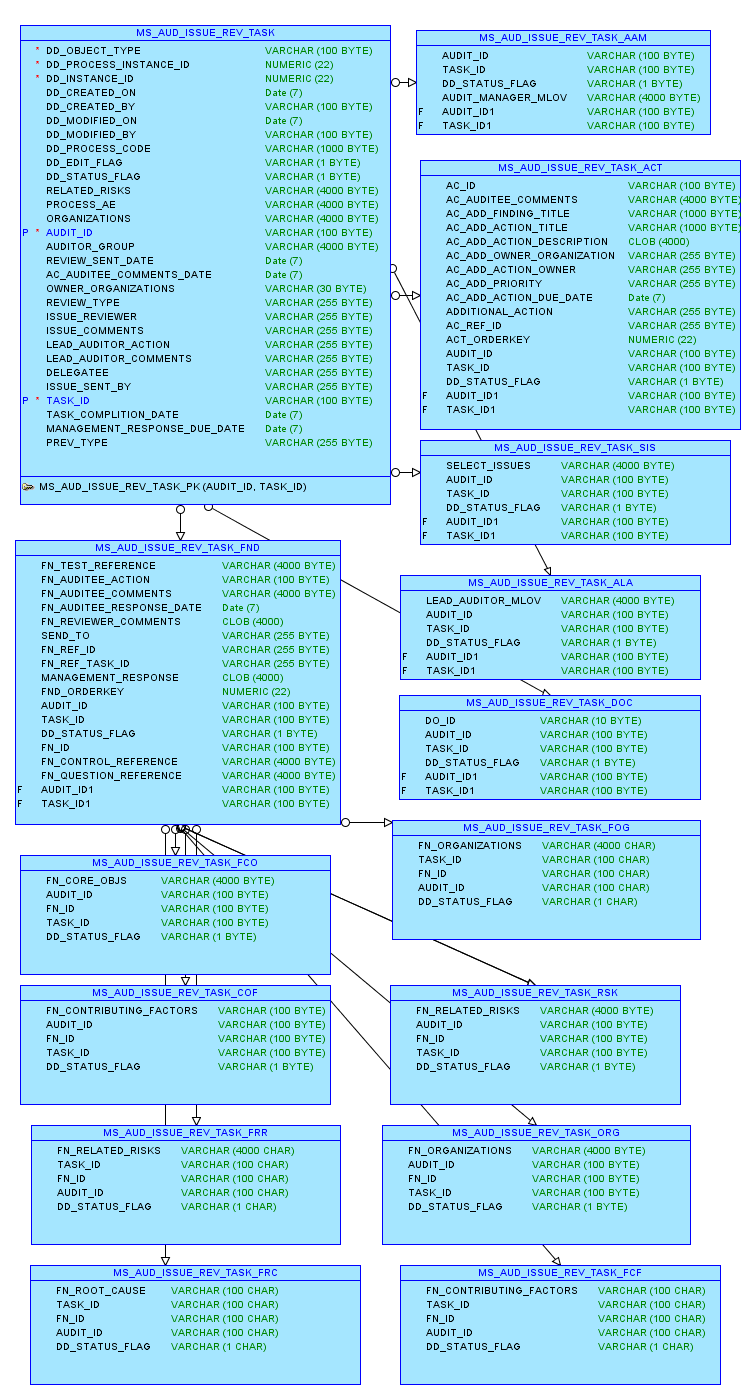 MS_AUD_ISSUE_REV_TASK
* DD_OBJECT_TYPE VARCHAR (100 BYTE)
* DD_PROCESS_INSTANCE_ID NUMERIC (22)
* DD_INSTANCE_ID NUMERIC (22)
DD_CREATED_ON Date (7)
DD_CREATED_BY VARCHAR (100 BYTE)
DD_MODIFIED_ON Date (7)
DD_MODIFIED_BY VARCHAR (100 BYTE)
DD_PROCESS_CODE VARCHAR (1000 BYTE)
DD_EDIT_FLAG VARCHAR (1 BYTE)
DD_STATUS_FLAG VARCHAR (1 BYTE)
RELATED_RISKS VARCHAR (4000 BYTE)
PROCESS_AE VARCHAR (4000 BYTE)
ORGANIZATIONS VARCHAR (4000 BYTE)
P * AUDIT_ID VARCHAR (100 BYTE)
AUDITOR_GROUP VARCHAR (4000 BYTE)
REVIEW_SENT_DATE Date (7)
AC_AUDITEE_COMMENTS_DATE Date (7)
OWNER_ORGANIZATIONS VARCHAR (30 BYTE)
REVIEW_TYPE VARCHAR (255 BYTE)
ISSUE_REVIEWER VARCHAR (255 BYTE)
ISSUE_COMMENTS VARCHAR (255 BYTE)
LEAD_AUDITOR_ACTION VARCHAR (255 BYTE)
LEAD_AUDITOR_COMMENTS VARCHAR (255 BYTE)
DELEGATEE VARCHAR (255 BYTE)
ISSUE_SENT_BY VARCHAR (255 BYTE)
P * TASK_ID VARCHAR (100 BYTE)
TASK_COMPLITION_DATE Date (7)
MANAGEMENT_RESPONSE_DUE_DATE Date (7)
PREV_TYPE VARCHAR (255 BYTE)
MS_AUD_ISSUE_REV_TASK_PK (AUDIT_ID, TASK_ID)
MS_AUD_ISSUE_REV_TASK_AAM
AUDIT_ID VARCHAR (100 BYTE)
TASK_ID VARCHAR (100 BYTE)
DD_STATUS_FLAG VARCHAR (1 BYTE)
AUDIT_MANAGER_MLOV VARCHAR (4000 BYTE)
F AUDIT_ID1 VARCHAR (100 BYTE)
F TASK_ID1 VARCHAR (100 BYTE)
MS_AUD_ISSUE_REV_TASK_ACT
AC_ID VARCHAR (100 BYTE)
AC_AUDITEE_COMMENTS VARCHAR (4000 BYTE)
AC_ADD_FINDING_TITLE VARCHAR (1000 BYTE)
AC_ADD_ACTION_TITLE VARCHAR (1000 BYTE)
AC_ADD_ACTION_DESCRIPTION CLOB (4000)
AC_ADD_OWNER_ORGANIZATION VARCHAR (255 BYTE)
AC_ADD_ACTION_OWNER VARCHAR (255 BYTE)
AC_ADD_PRIORITY VARCHAR (255 BYTE)
AC_ADD_ACTION_DUE_DATE Date (7)
ADDITIONAL_ACTION VARCHAR (255 BYTE)
AC_REF_ID VARCHAR (255 BYTE)
ACT_ORDERKEY NUMERIC (22)
AUDIT_ID VARCHAR (100 BYTE)
TASK_ID VARCHAR (100 BYTE)
DD_STATUS_FLAG VARCHAR (1 BYTE)
F AUDIT_ID1 VARCHAR (100 BYTE)
F TASK_ID1 VARCHAR (100 BYTE)
MS_AUD_ISSUE_REV_TASK_SIS
SELECT_ISSUES VARCHAR (4000 BYTE)
AUDIT_ID VARCHAR (100 BYTE)
TASK_ID VARCHAR (100 BYTE)
DD_STATUS_FLAG VARCHAR (1 BYTE)
F AUDIT_ID1 VARCHAR (100 BYTE)
F TASK_ID1 VARCHAR (100 BYTE)
MS_AUD_ISSUE_REV_TASK_FND
FN_TEST_REFERENCE VARCHAR (4000 BYTE)
FN_AUDITEE_ACTION VARCHAR (100 BYTE)
FN_AUDITEE_COMMENTS VARCHAR (4000 BYTE)
FN_AUDITEE_RESPONSE_DATE Date (7)
FN_REVIEWER_COMMENTS CLOB (4000)
SEND_TO VARCHAR (255 BYTE)
FN_REF_ID VARCHAR (255 BYTE)
FN_REF_TASK_ID VARCHAR (255 BYTE)
MANAGEMENT_RESPONSE CLOB (4000)
FND_ORDERKEY NUMERIC (22)
AUDIT_ID VARCHAR (100 BYTE)
TASK_ID VARCHAR (100 BYTE)
DD_STATUS_FLAG VARCHAR (1 BYTE)
FN_ID VARCHAR (100 BYTE)
FN_CONTROL_REFERENCE VARCHAR (4000 BYTE)
FN_QUESTION_REFERENCE VARCHAR (4000 BYTE)
F AUDIT_ID1 VARCHAR (100 BYTE)
F TASK_ID1 VARCHAR (100 BYTE)
MS_AUD_ISSUE_REV_TASK_ALA
LEAD_AUDITOR_MLOV VARCHAR (4000 BYTE)
AUDIT_ID VARCHAR (100 BYTE)
TASK_ID VARCHAR (100 BYTE)
DD_STATUS_FLAG VARCHAR (1 BYTE)
F AUDIT_ID1 VARCHAR (100 BYTE)
F TASK_ID1 VARCHAR (100 BYTE)
MS_AUD_ISSUE_REV_TASK_DOC
DO_ID VARCHAR (10 BYTE)
AUDIT_ID VARCHAR (100 BYTE)
TASK_ID VARCHAR (100 BYTE)
DD_STATUS_FLAG VARCHAR (1 BYTE)
F AUDIT_ID1 VARCHAR (100 BYTE)
F TASK_ID1 VARCHAR (100 BYTE)
MS_AUD_ISSUE_REV_TASK_FOG
FN_ORGANIZATIONS VARCHAR (4000 CHAR)
TASK_ID VARCHAR (100 CHAR)
FN_ID VARCHAR (100 CHAR)
AUDIT_ID VARCHAR (100 CHAR)
DD_STATUS_FLAG VARCHAR (1 CHAR)
MS_AUD_ISSUE_REV_TASK_FCO
FN_CORE_OBJS VARCHAR (4000 BYTE)
AUDIT_ID VARCHAR (100 BYTE)
FN_ID VARCHAR (100 BYTE)
TASK_ID VARCHAR (100 BYTE)
DD_STATUS_FLAG VARCHAR (1 BYTE)
MS_AUD_ISSUE_REV_TASK_COF
FN_CONTRIBUTING_FACTORS VARCHAR (100 BYTE)
AUDIT_ID VARCHAR (100 BYTE)
FN_ID VARCHAR (100 BYTE)
TASK_ID VARCHAR (100 BYTE)
DD_STATUS_FLAG VARCHAR (1 BYTE)
MS_AUD_ISSUE_REV_TASK_RSK
FN_RELATED_RISKS VARCHAR (4000 BYTE)
AUDIT_ID VARCHAR (100 BYTE)
FN_ID VARCHAR (100 BYTE)
TASK_ID VARCHAR (100 BYTE)
DD_STATUS_FLAG VARCHAR (1 BYTE)
MS_AUD_ISSUE_REV_TASK_FRR
FN_RELATED_RISKS VARCHAR (4000 CHAR)
TASK_ID VARCHAR (100 CHAR)
FN_ID VARCHAR (100 CHAR)
AUDIT_ID VARCHAR (100 CHAR)
DD_STATUS_FLAG VARCHAR (1 CHAR)
MS_AUD_ISSUE_REV_TASK_ORG
FN_ORGANIZATIONS VARCHAR (4000 BYTE)
AUDIT_ID VARCHAR (100 BYTE)
FN_ID VARCHAR (100 BYTE)
TASK_ID VARCHAR (100 BYTE)
DD_STATUS_FLAG VARCHAR (1 BYTE)
MS_AUD_ISSUE_REV_TASK_FRC
FN_ROOT_CAUSE VARCHAR (100 CHAR)
TASK_ID VARCHAR (100 CHAR)
FN_ID VARCHAR (100 CHAR)
AUDIT_ID VARCHAR (100 CHAR)
DD_STATUS_FLAG VARCHAR (1 CHAR)
MS_AUD_ISSUE_REV_TASK_FCF
FN_CONTRIBUTING_FACTORS VARCHAR (100 CHAR)
TASK_ID VARCHAR (100 CHAR)
FN_ID VARCHAR (100 CHAR)
AUDIT_ID VARCHAR (100 CHAR)
DD_STATUS_FLAG VARCHAR (1 CHAR)